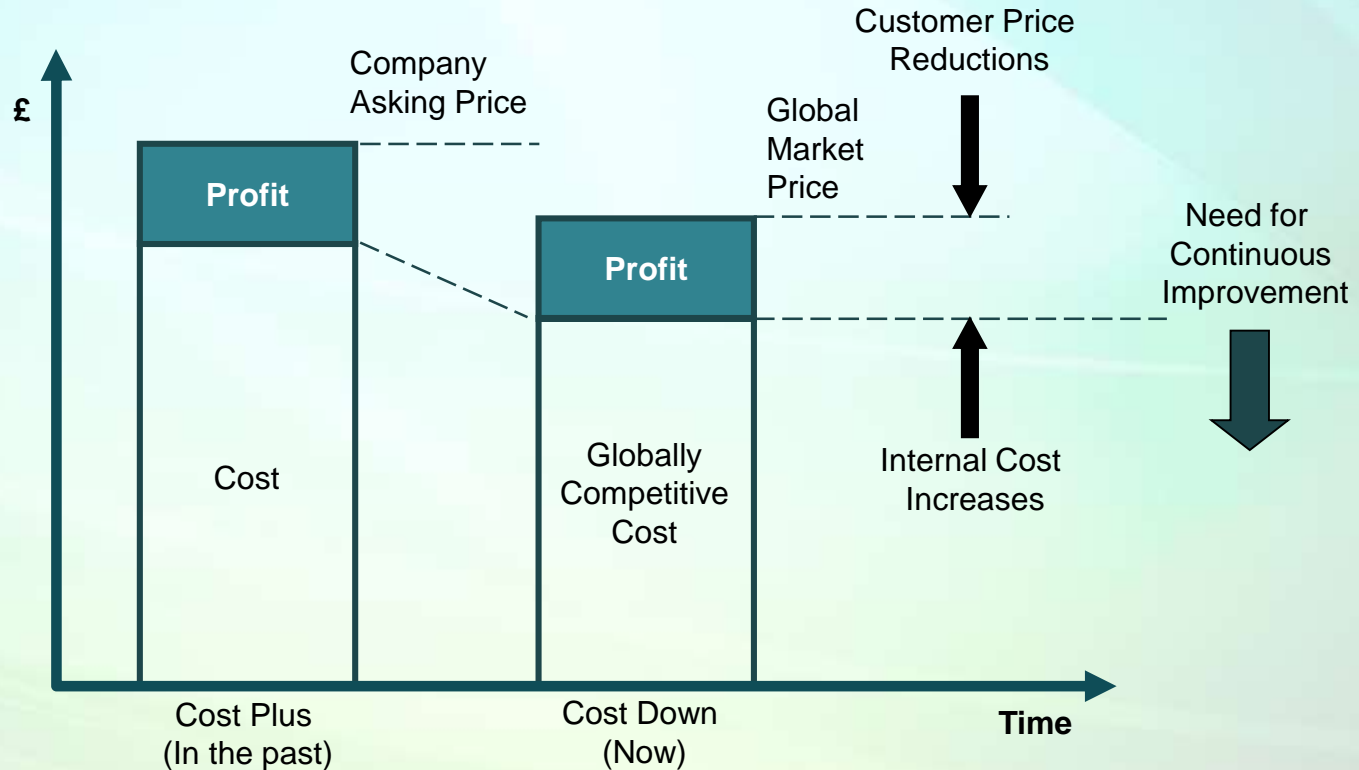 Customer Price
Reductions
Company
Asking Price
£
Global
Market
Price
Profit
Need for
Continuous
Improvement
Profit
Cost
Globally
Competitive
Cost
Internal Cost
Increases
Cost Plus
(In the past)
Cost Down
(Now)
Time